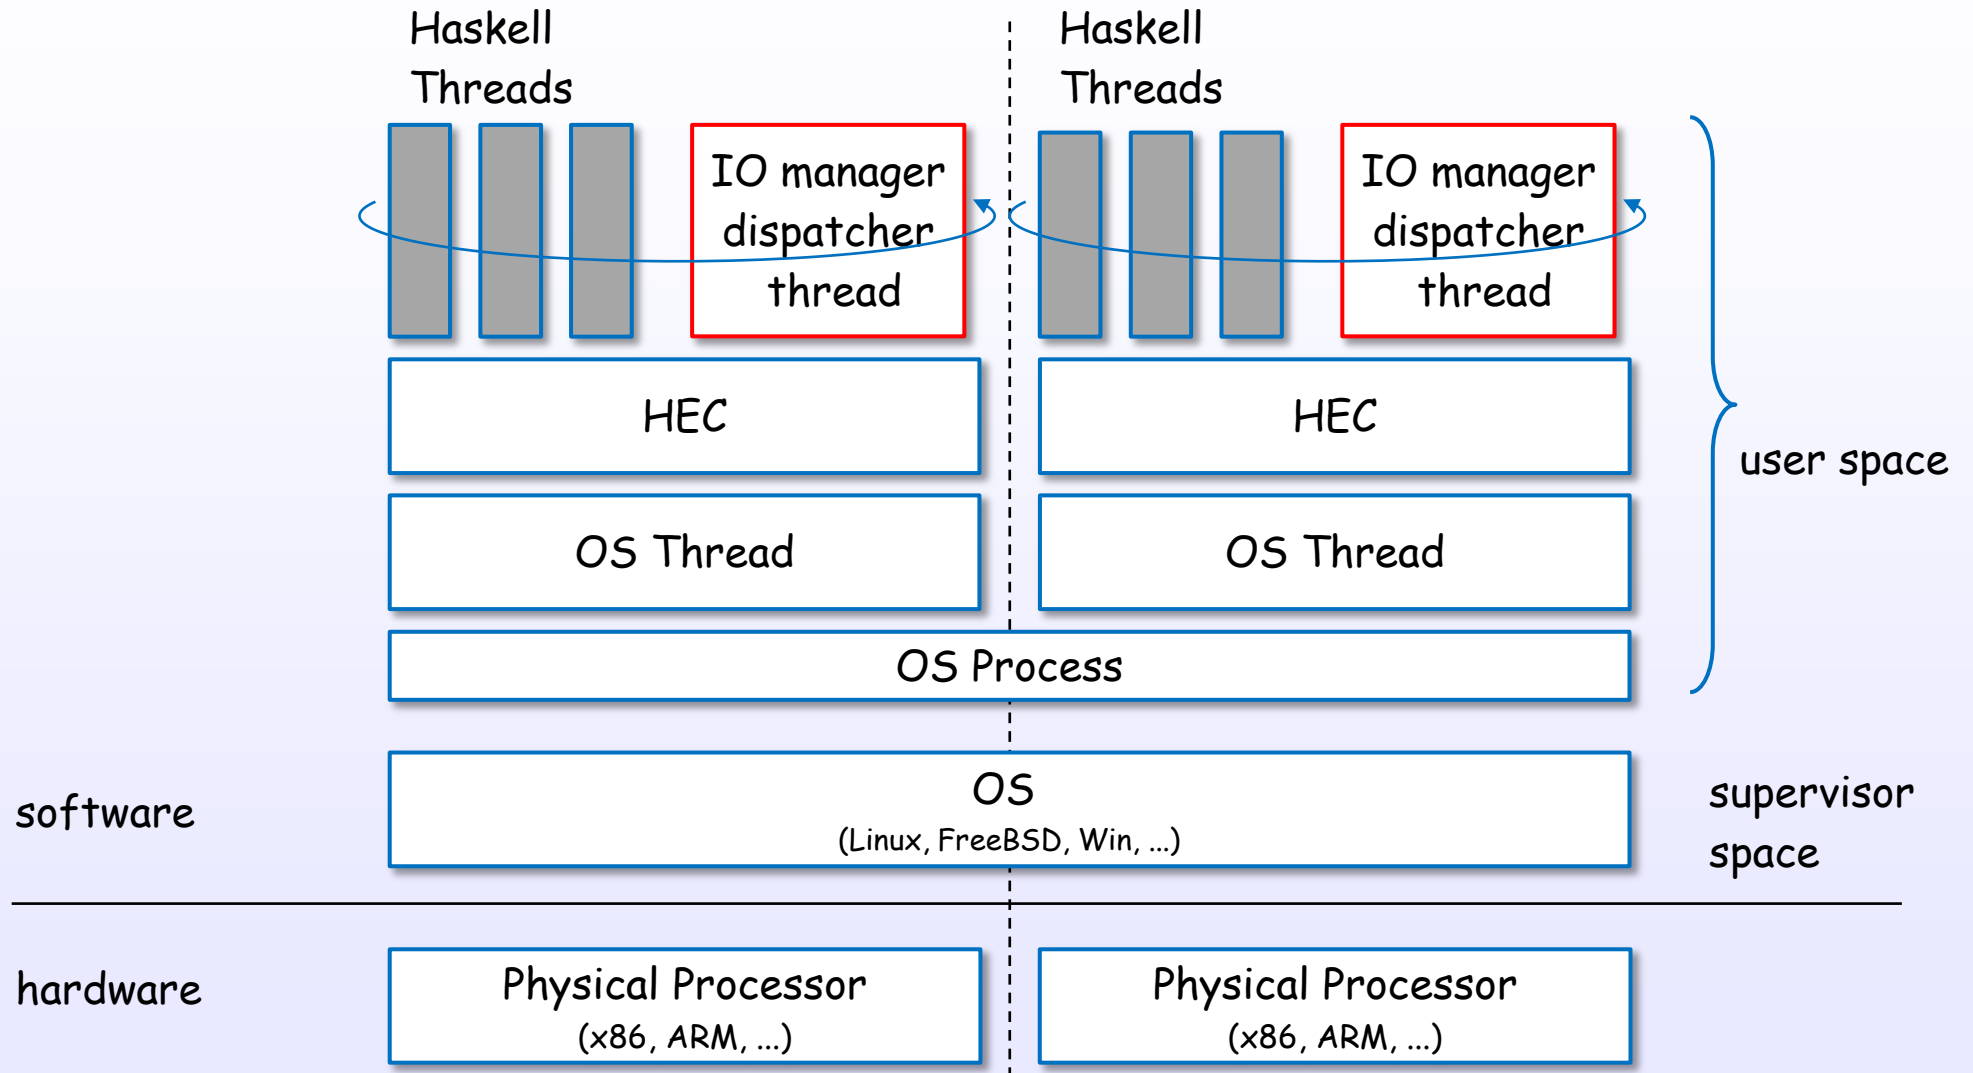 Haskell
Threads
Haskell
Threads
IO manager
dispatcher
thread
IO manager
dispatcher
thread
HEC
HEC
user space
OS Thread
OS Thread
OS Process
OS
(Linux, FreeBSD, Win, ...)
software
supervisor
space
hardware
Physical Processor
(x86, ARM, ...)
Physical Processor
(x86, ARM, ...)